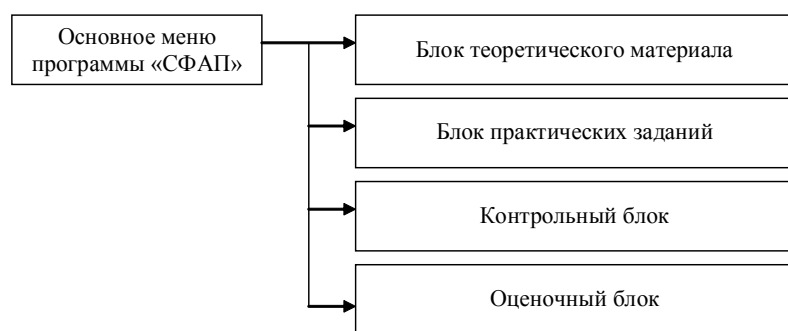 Основное меню
программы «СФАП»
Блок теоретического материала
Блок практических заданий
Контрольный блок
Оценочный блок